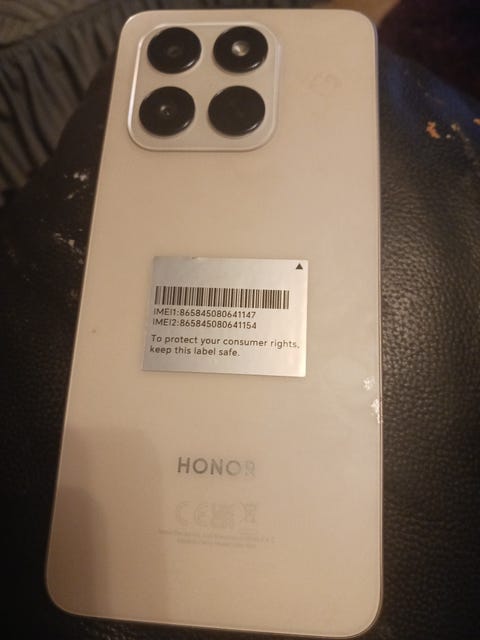 IMEI1:865845080641147
IMEI2:865845080641154
To protect your consumer rights,
keep this label safe.
HONOR